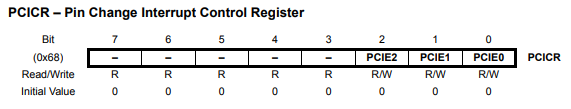 PCICR – Pin Change Interrupt Control Register
Bit 7 6 5 4 3 2 1 0
(0x68) – – – – – PCIE2 PCIE1 PCIE0 PCICR
Read/Write R R R R R R/W R/W R/W
Initial Value 0 0 0 0 0 0 0 0